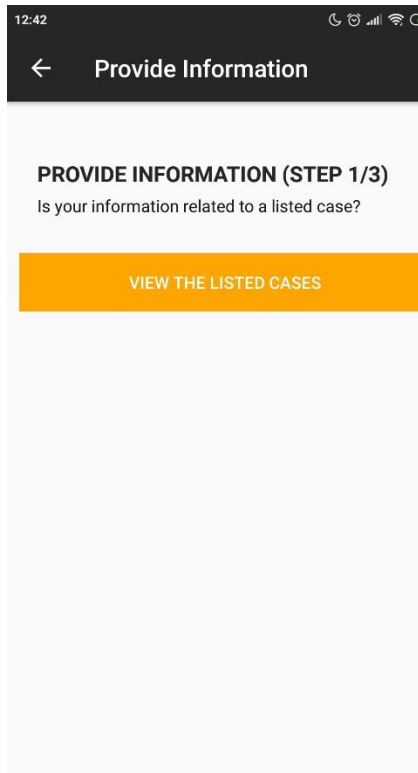 12:42
Provide Information
PROVIDE INFORMATION (STEP 1/3)
Is your information related to a listed case?
VIEW THE LISTED CASES